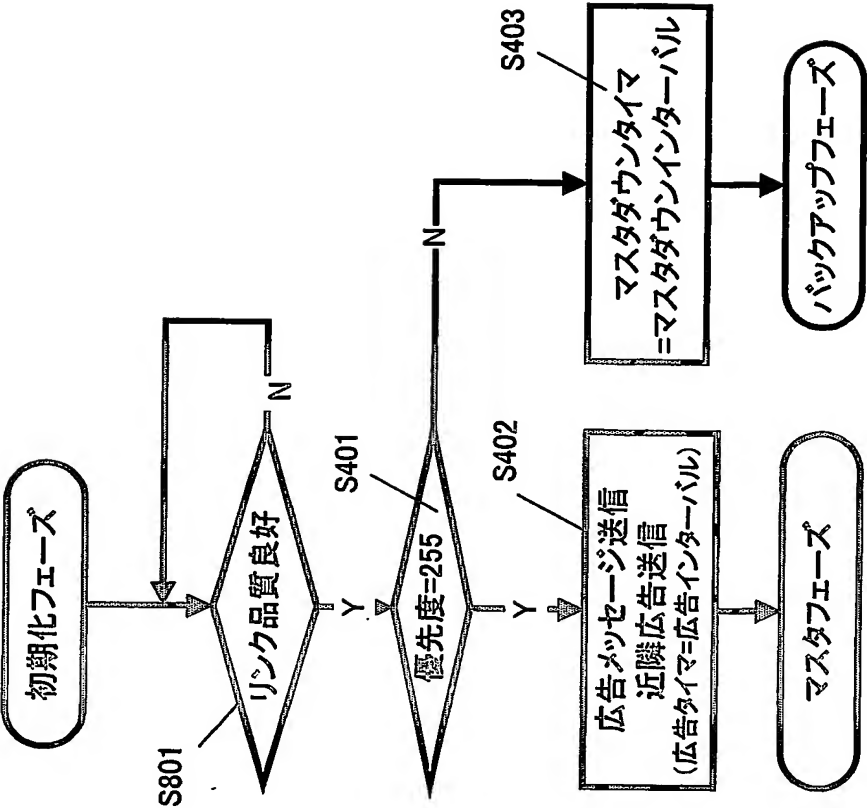 初期化フェーズ
S801
リンク品質良好
N
Y
S401
優先度=255
N
Y
S402
広告メッセージ送信
近隣広告送信
(広告タイマ=広告インターバル)
マスタフェーズ
S403
マスタダウンタイマ
=マスタダウンインターバル
バックアップフェーズ